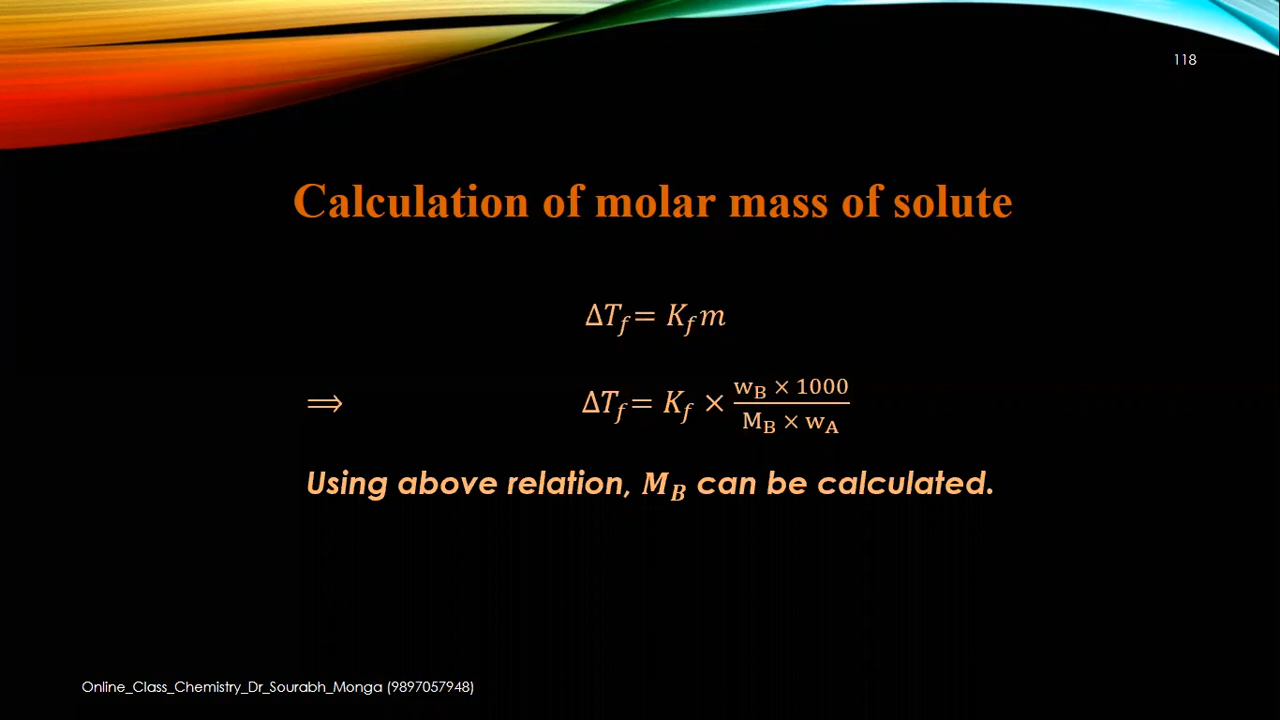 118
Calculation of molar mass of solute
ΔT_f = K_f m
⟹ ΔT_f = K_f × (w_B × 1000)/(M_B × w_A)
Using above relation, M_B can be calculated.
Online_Class_Chemistry_Dr_Sourabh_Monga (9897057948)